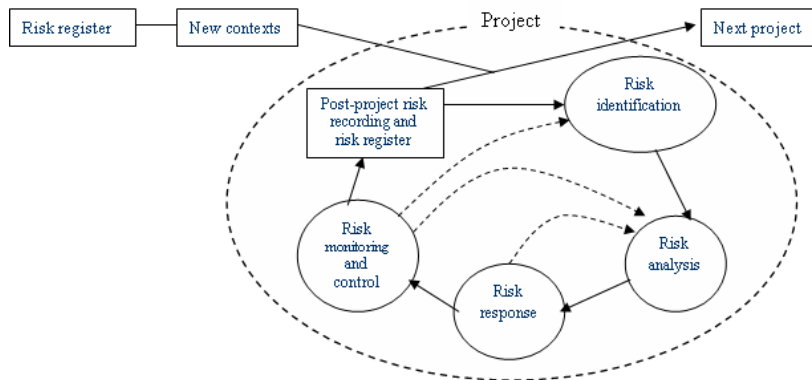 Risk register
New contexts
Project
Next project
Post-project risk
recording and
risk register
Risk
identification
Risk
monitoring
and
control
Risk
analysis
Risk
response